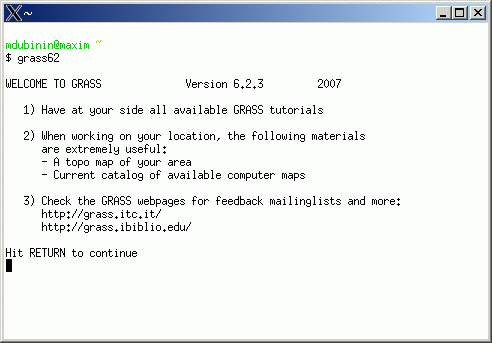 ~
mdubinin@maxim ~
$ grass62
WELCOME TO GRASS Version 6.2.3 2007
1) Have at your side all available GRASS tutorials
2) When working on your location, the following materials
are extremely useful:
- A topo map of your area
- Current catalog of available computer maps
3) Check the GRASS webpages for feedback mailinglists and more:
http://grass.itc.it/
http://grass.ibiblio.edu/
Hit RETURN to continue